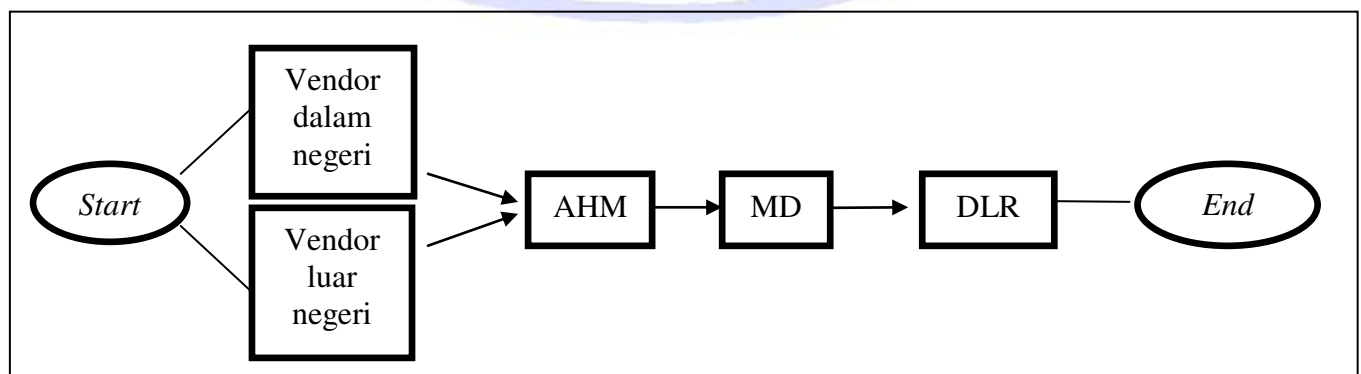 Start
Vendor
dalam
negeri
Vendor
luar
negeri
AHM
MD
DLR
End